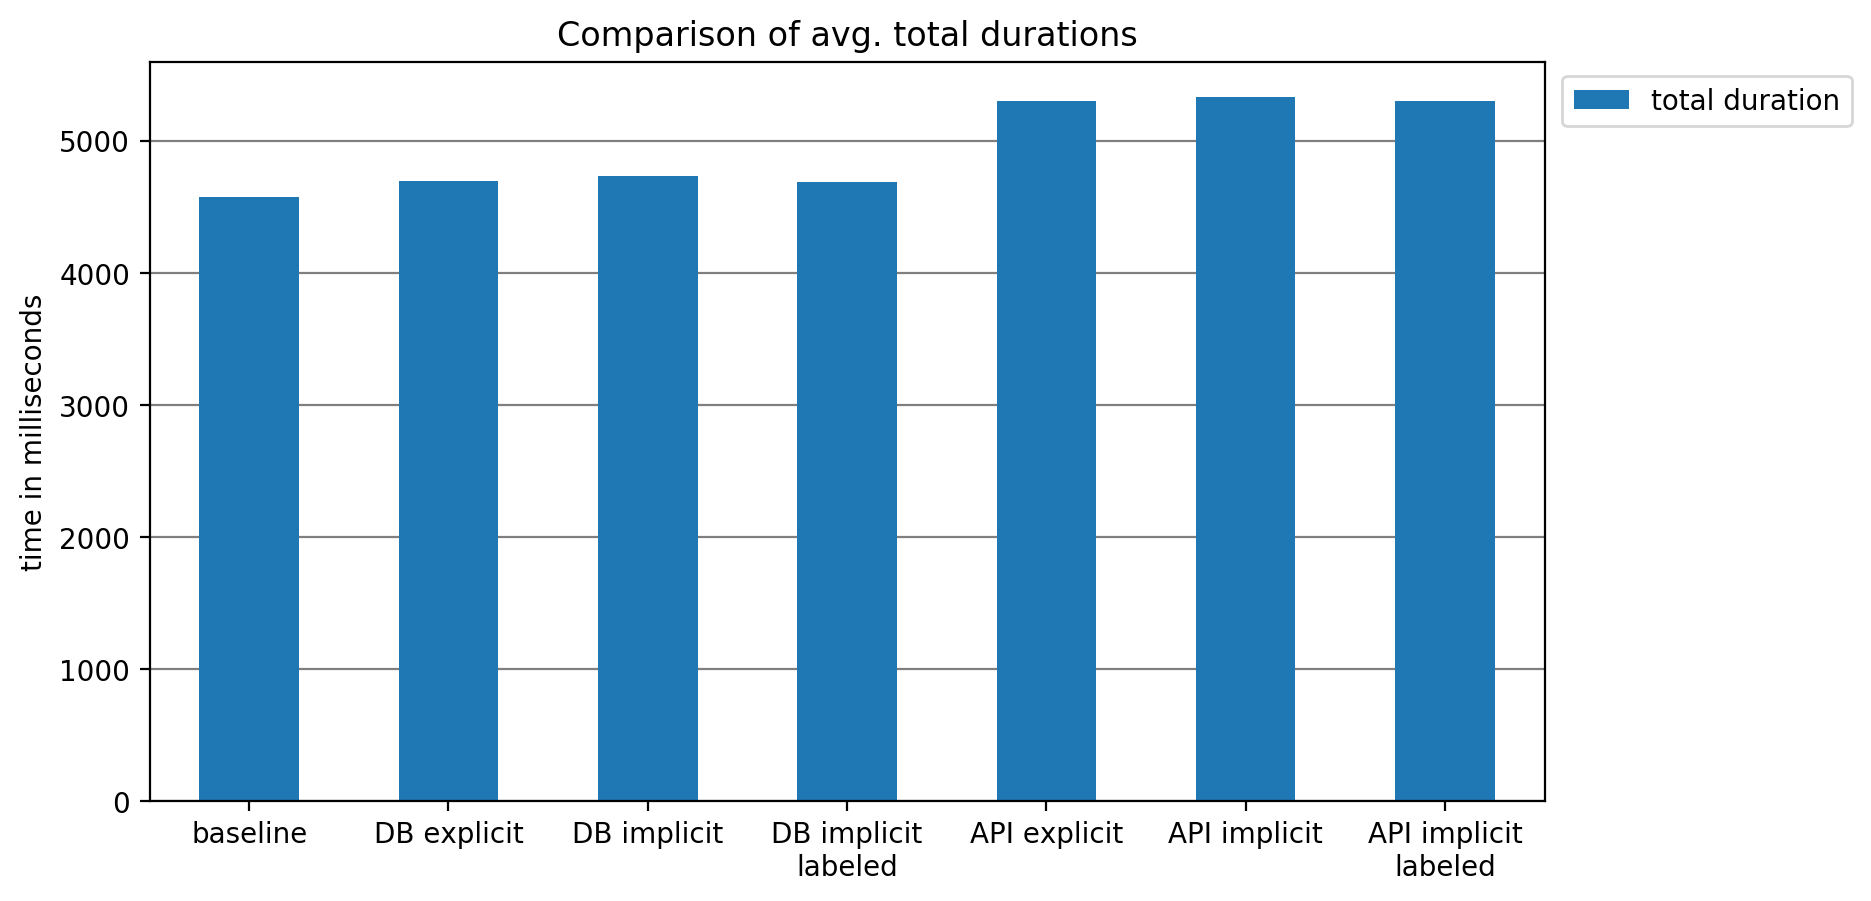 Comparison of avg. total durations
total duration
time in milliseconds
5000
4000
3000
2000
1000
0
baseline
DB explicit
DB implicit
DB implicit
labeled
API explicit
API implicit
API implicit
labeled